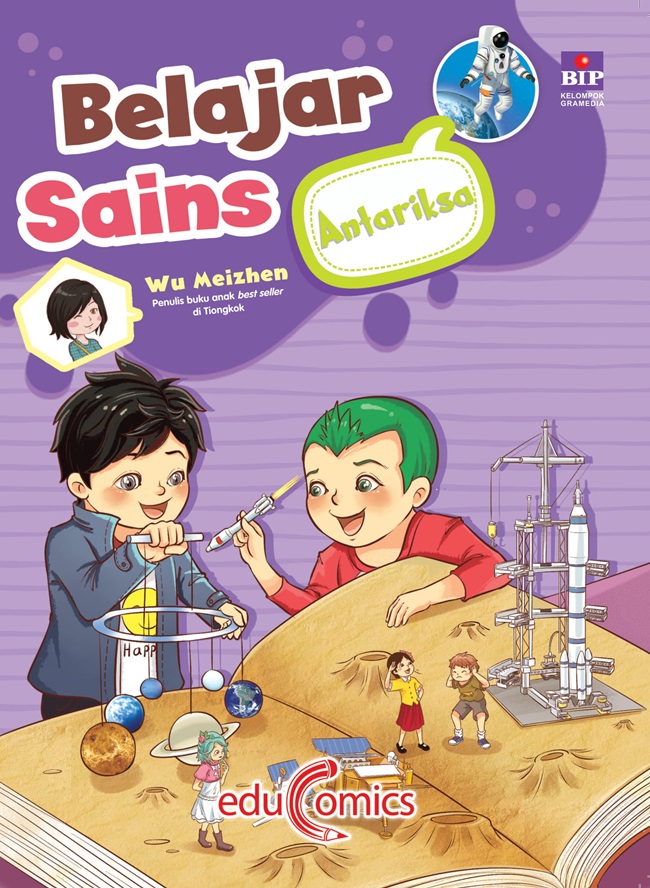 BIP
KELOMPOK
GRAMEDIA
Belajar
Sains
Antariksa
Wu Meizhen
Penulis buku anak best seller
di Tiongkok
HAPP
educomics